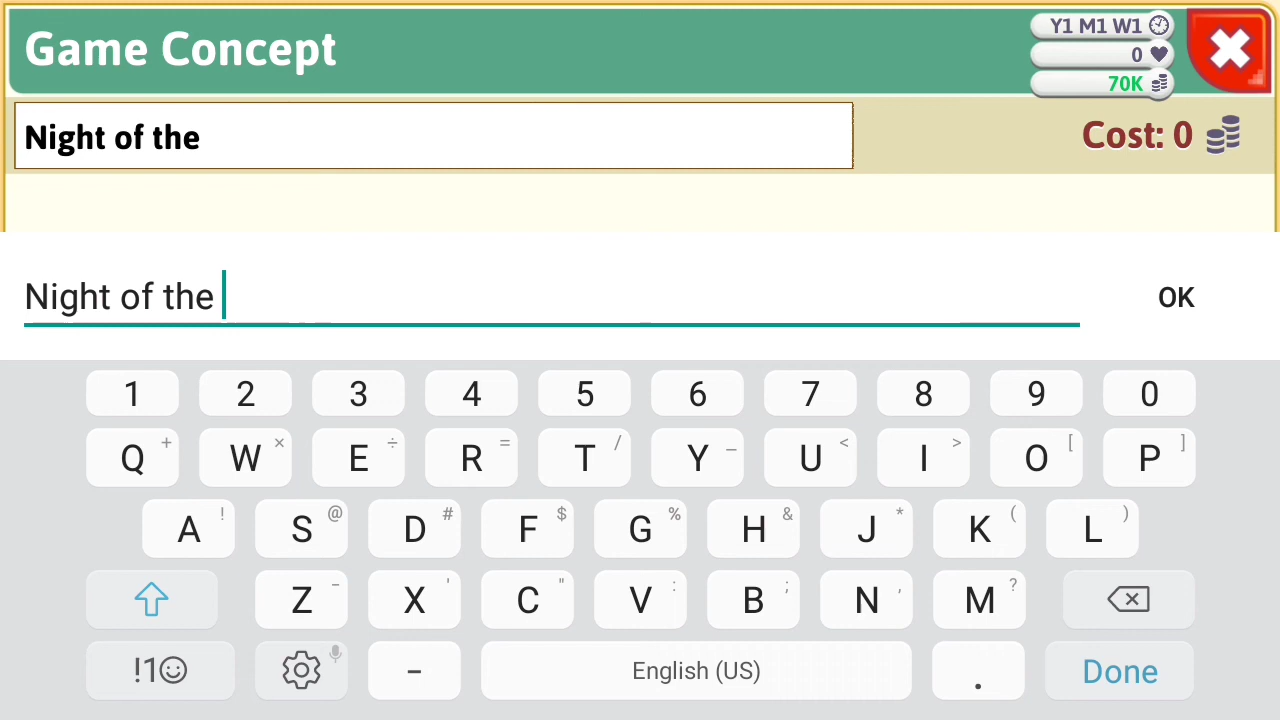 Game Concept
Y1 M1 W1
0
70K
Night of the
Cost: 0
Night of the
OK
1 2 3 4 5 6 7 8 9 0
Q + W × E ÷ R = T / Y _ U < I > O [ P ]
A ! S @ D # F $ G % H & J * K ( L )
Z - X ' C " V : B ; N , M ?
!1☺ - English (US) . Done